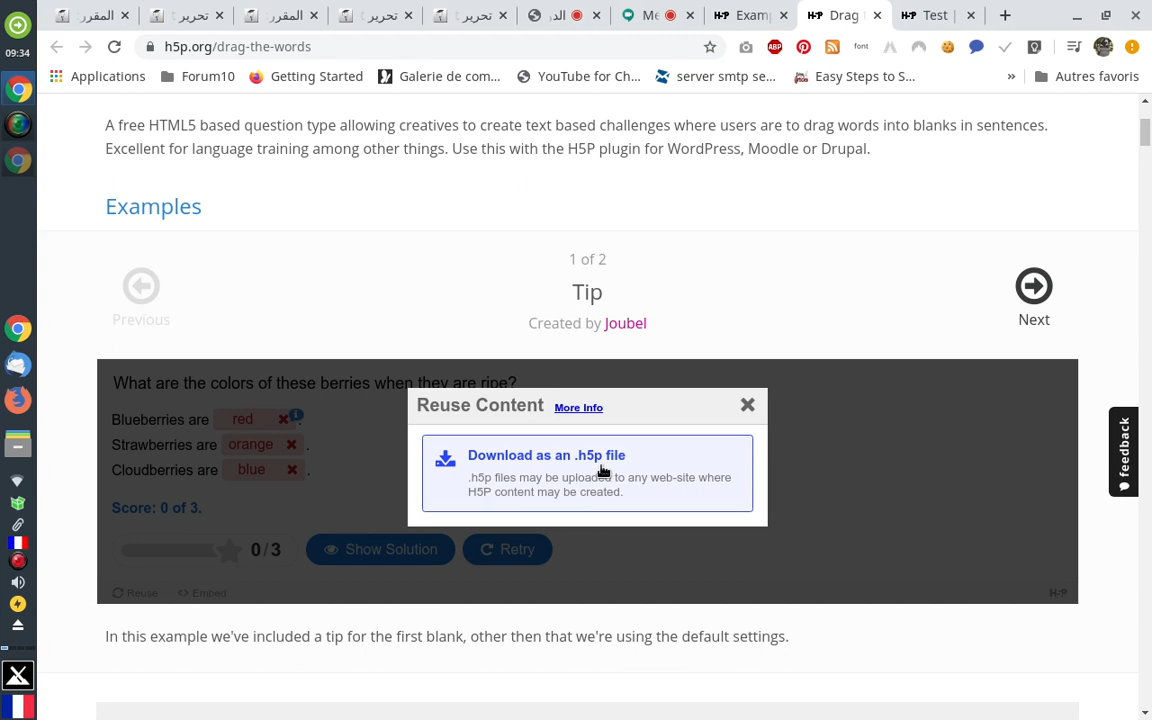 المقرر
تحرير
المقرر
تحرير
تحرير
الد
Me
H-P Exam
H-P Drag
H-P Test |
09:34
h5p.org/drag-the-words
ABP
font
Applications
Forum10
Getting Started
Galerie de com...
YouTube for Ch...
server smtp se...
Easy Steps to S...
»
Autres favoris
A free HTML5 based question type allowing creatives to create text based challenges where users are to drag words into blanks in sentences.
Excellent for language training among other things. Use this with the H5P plugin for WordPress, Moodle or Drupal.
Examples
1 of 2
Tip
Created by Joubel
Previous
Next
What are the colors of these berries when they are ripe?
Blueberries are red .
Strawberries are orange .
Cloudberries are blue .
Score: 0 of 3.
0/3
Show Solution
Retry
Reuse
Embed
H-P
Reuse Content More Info
Download as an .h5p file
.h5p files may be uploaded to any web-site where
H5P content may be created.
feedback
In this example we've included a tip for the first blank, other then that we're using the default settings.